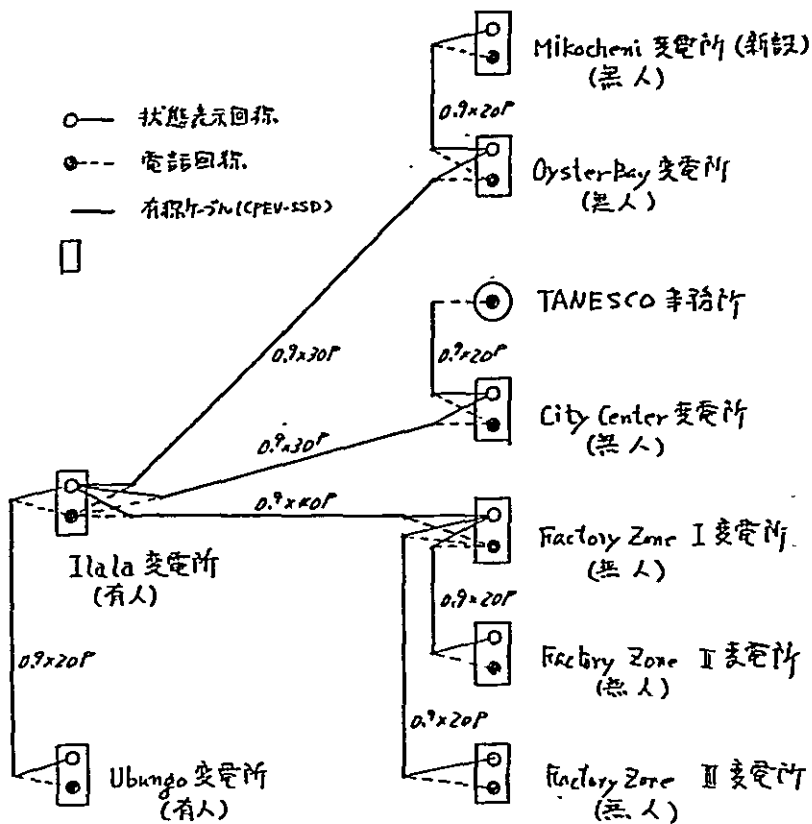 Mikocheni 変電所 (新設)
(無人)
0.9×20P
状態表示回線
電話回線
有線ケーブル(CPEV-SSD)
Oyster-Bay 変電所
(無人)
0.9×30P
TANESCO 事務所
0.9×20P
City Center 変電所
(無人)
0.9×30P
0.9×40P
Factory Zone I 変電所
(無人)
Ilala 変電所
(有人)
0.9×20P
Factory Zone II 変電所
(無人)
0.9×20P
0.9×20P
Ubungo 変電所
(有人)
Factory Zone III 変電所
(無人)